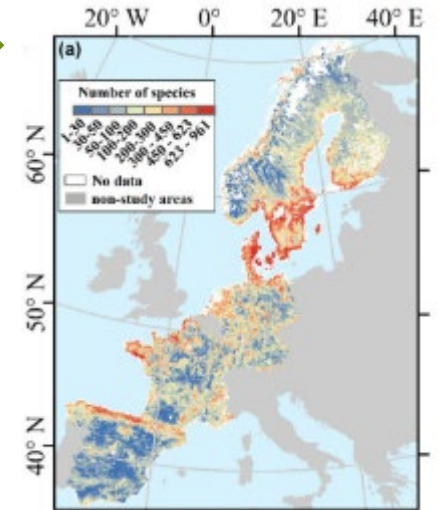 20° W 0° 20° E 40° E
(a)
Number of species
1-30 30-50 50-100 100-200 200-300 300 - 450 450 - 623 623 - 961
No data
non-study areas
60° N
50° N
40° N